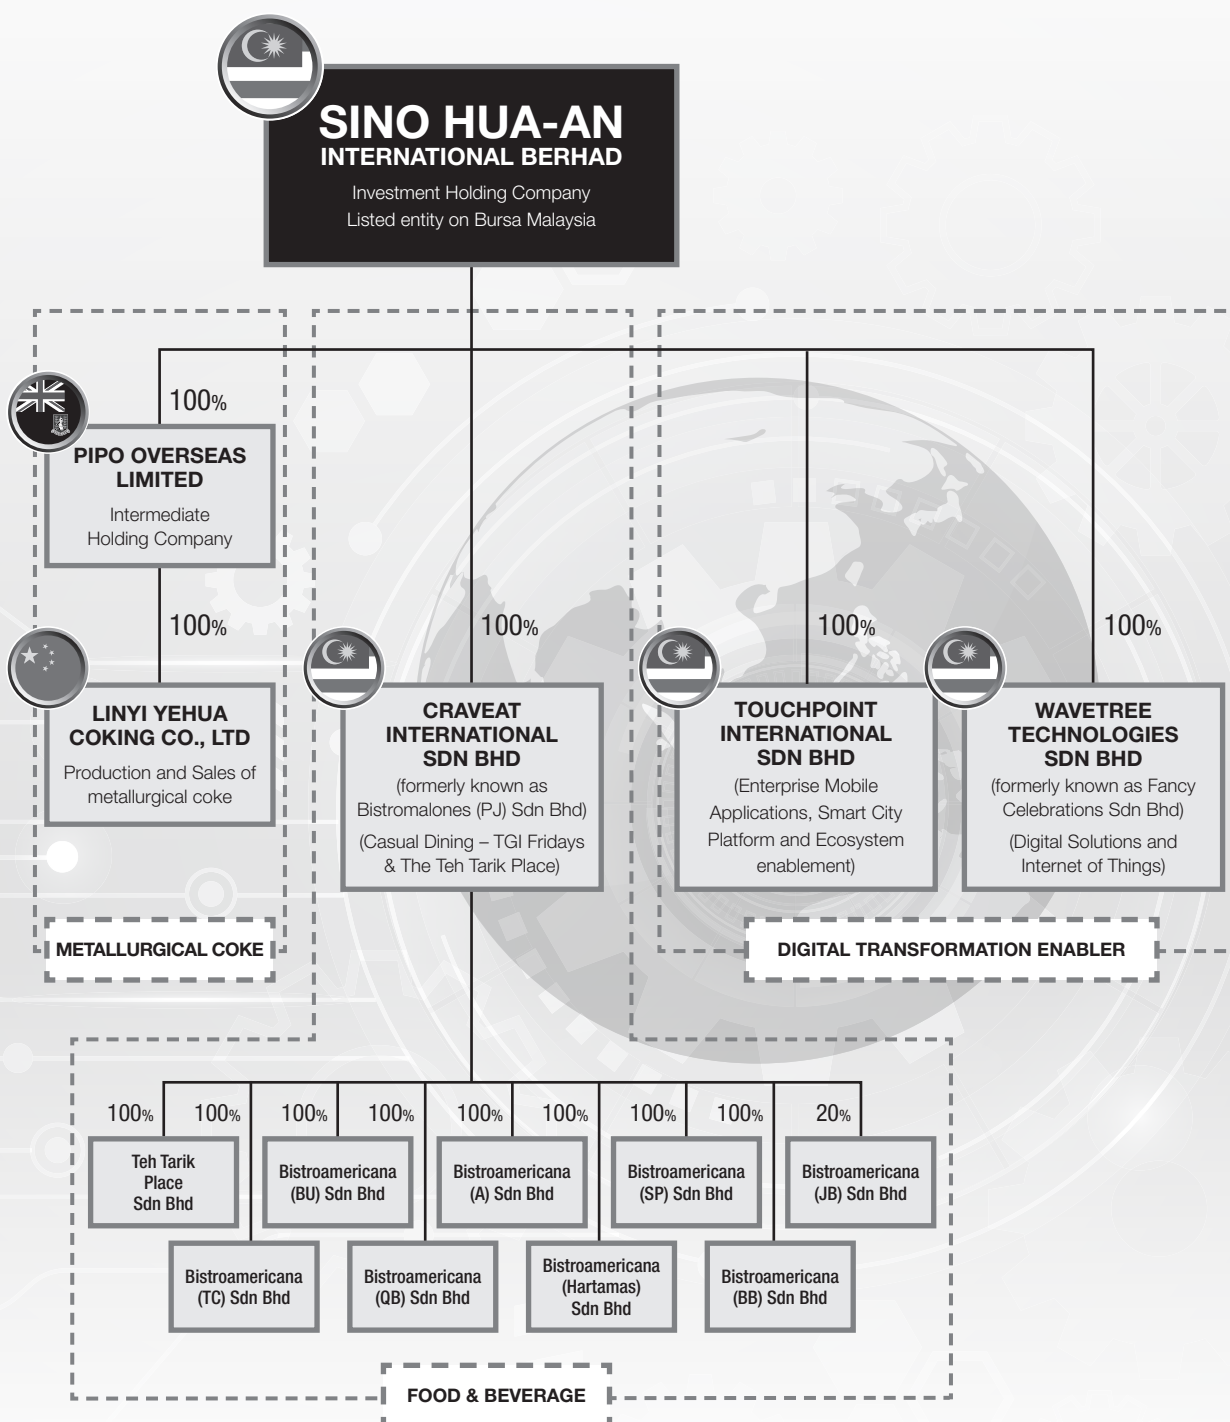 SINO HUA-AN
INTERNATIONAL BERHAD
Investment Holding Company
Listed entity on Bursa Malaysia
100%
PIPO OVERSEAS
LIMITED
Intermediate
Holding Company
100%
LINYI YEHUA
COKING CO., LTD
Production and Sales of
metallurgical coke
METALLURGICAL COKE
100%
CRAVEAT
INTERNATIONAL
SDN BHD
(formerly known as
Bistromalones (PJ) Sdn Bhd)
(Casual Dining – TGI Fridays
& The Teh Tarik Place)
100%
TOUCHPOINT
INTERNATIONAL
SDN BHD
(Enterprise Mobile
Applications, Smart City
Platform and Ecosystem
enablement)
100%
WAVETREE
TECHNOLOGIES
SDN BHD
(formerly known as Fancy
Celebrations Sdn Bhd)
(Digital Solutions and
Internet of Things)
DIGITAL TRANSFORMATION ENABLER
100%
Teh Tarik
Place
Sdn Bhd
100%
Bistroamericana
(TC) Sdn Bhd
100%
Bistroamericana
(BU) Sdn Bhd
100%
Bistroamericana
(QB) Sdn Bhd
100%
Bistroamericana
(A) Sdn Bhd
100%
Bistroamericana
(Hartamas)
Sdn Bhd
100%
Bistroamericana
(SP) Sdn Bhd
100%
Bistroamericana
(BB) Sdn Bhd
20%
Bistroamericana
(JB) Sdn Bhd
FOOD & BEVERAGE